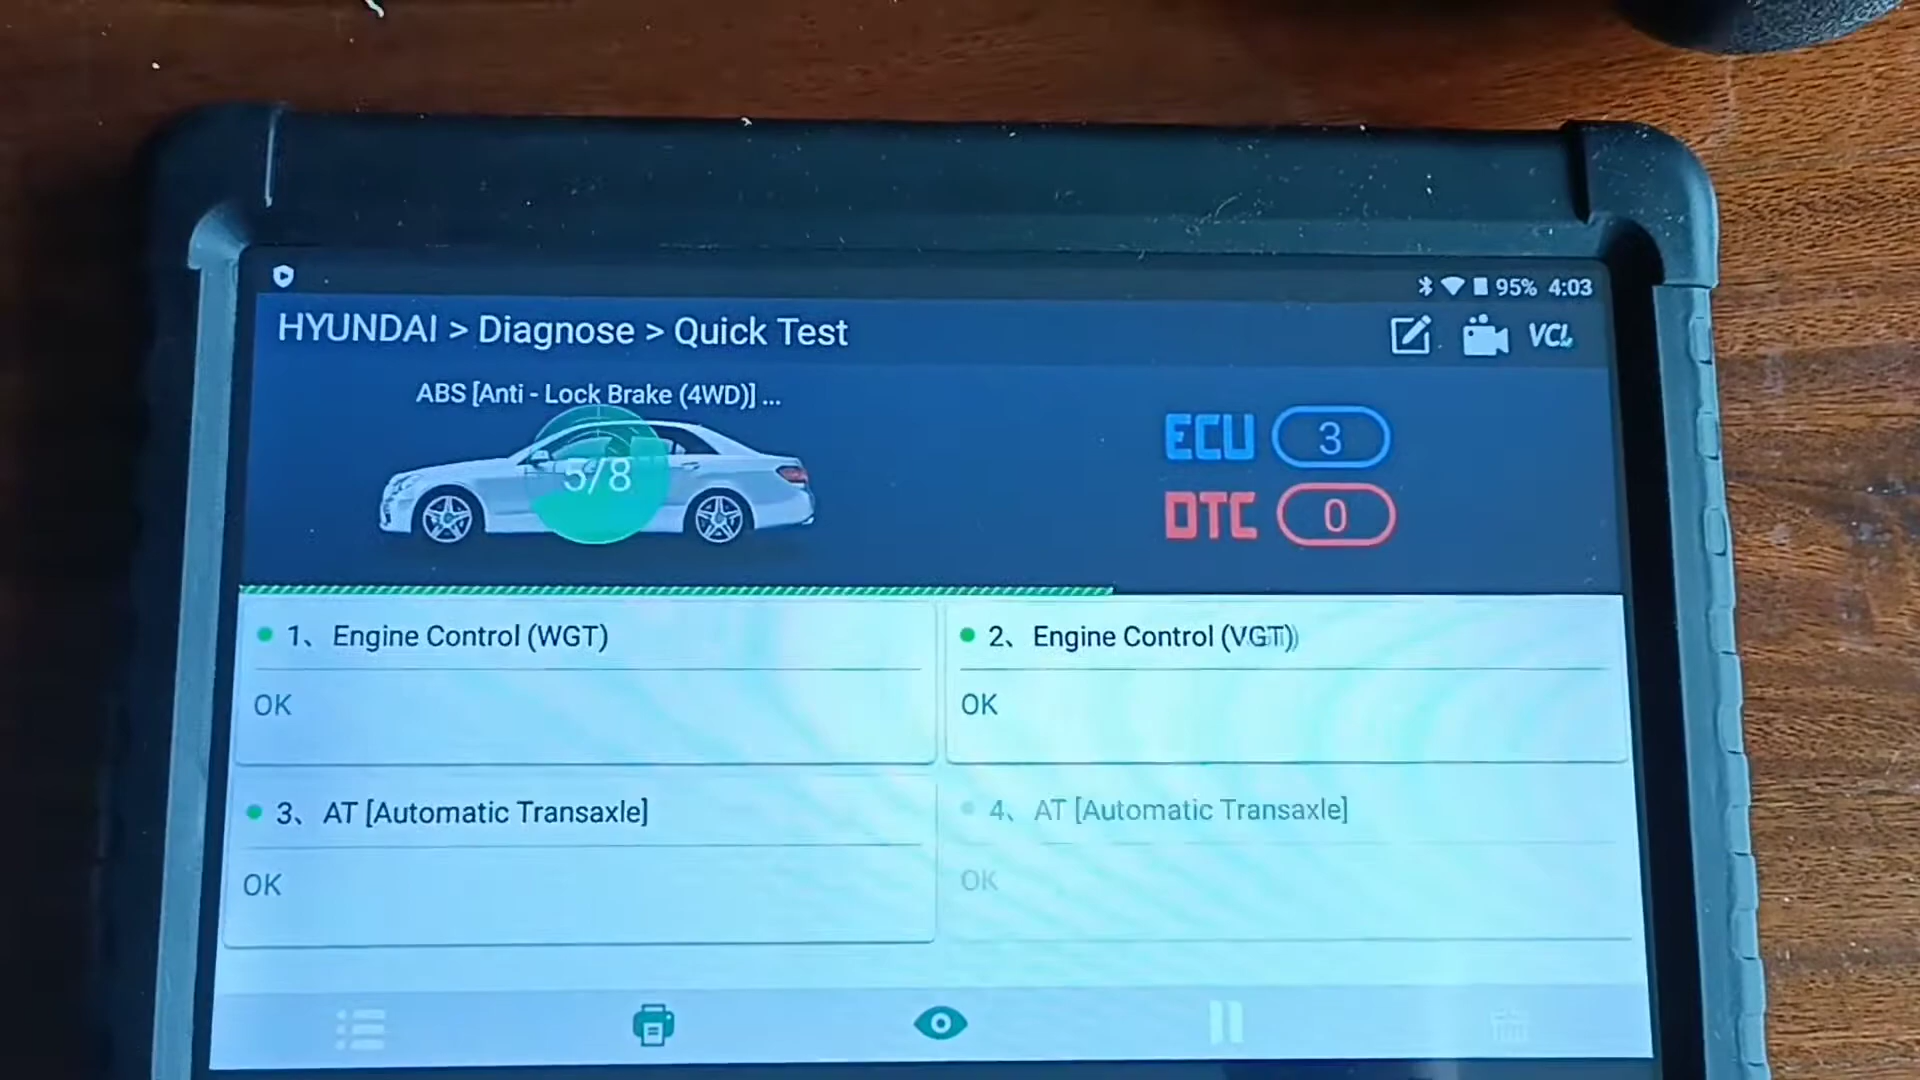 95% 4:03
HYUNDAI > Diagnose > Quick Test
VCI
ABS [Anti - Lock Brake (4WD)] ...
5/8
ECU 3
DTC 0
1、 Engine Control (WGT)
2、 Engine Control (VGT)
OK
OK
3、 AT [Automatic Transaxle]
4、 AT [Automatic Transaxle]
OK
OK